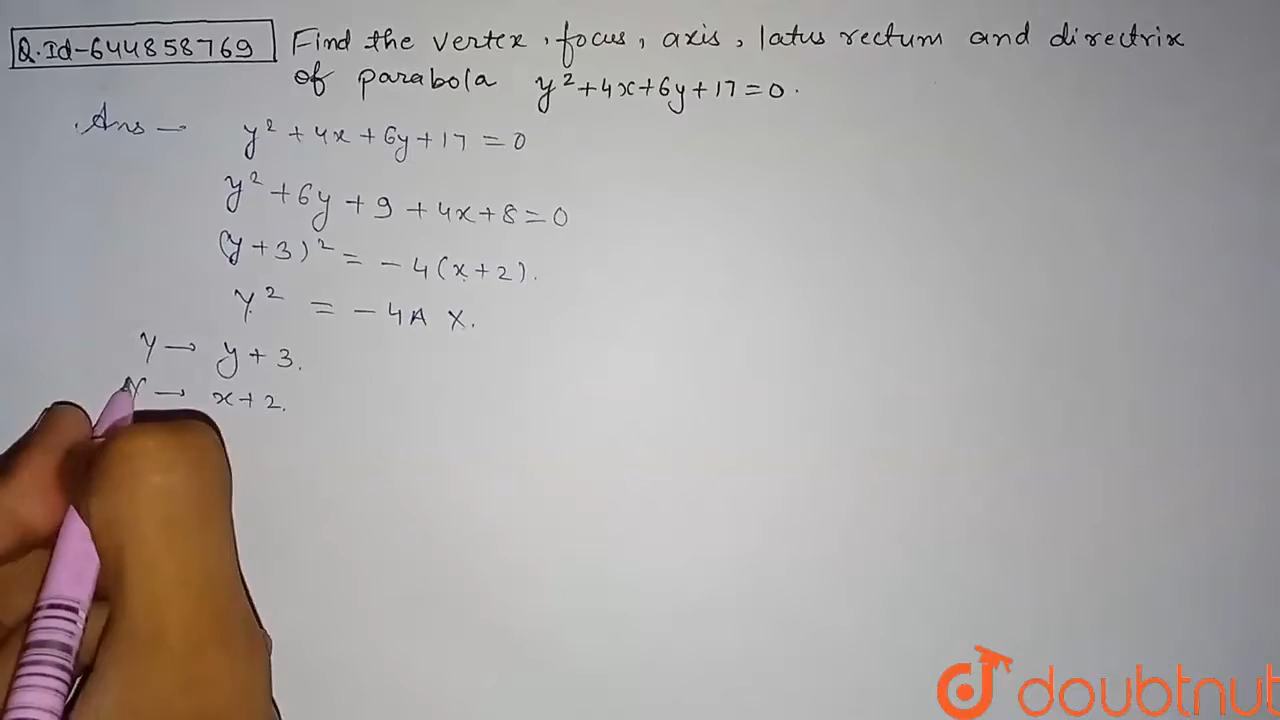 Q.Id-644858769 Find the vertex, focus, axis, latus rectum and directrix
of parabola y²+4x+6y+17=0.
Ans → y² + 4x + 6y + 17 = 0
y² + 6y + 9 + 4x + 8 = 0
(y + 3)² = - 4(x + 2).
Y² = - 4A X.
Y → y + 3.
X → x + 2.
doubtnut